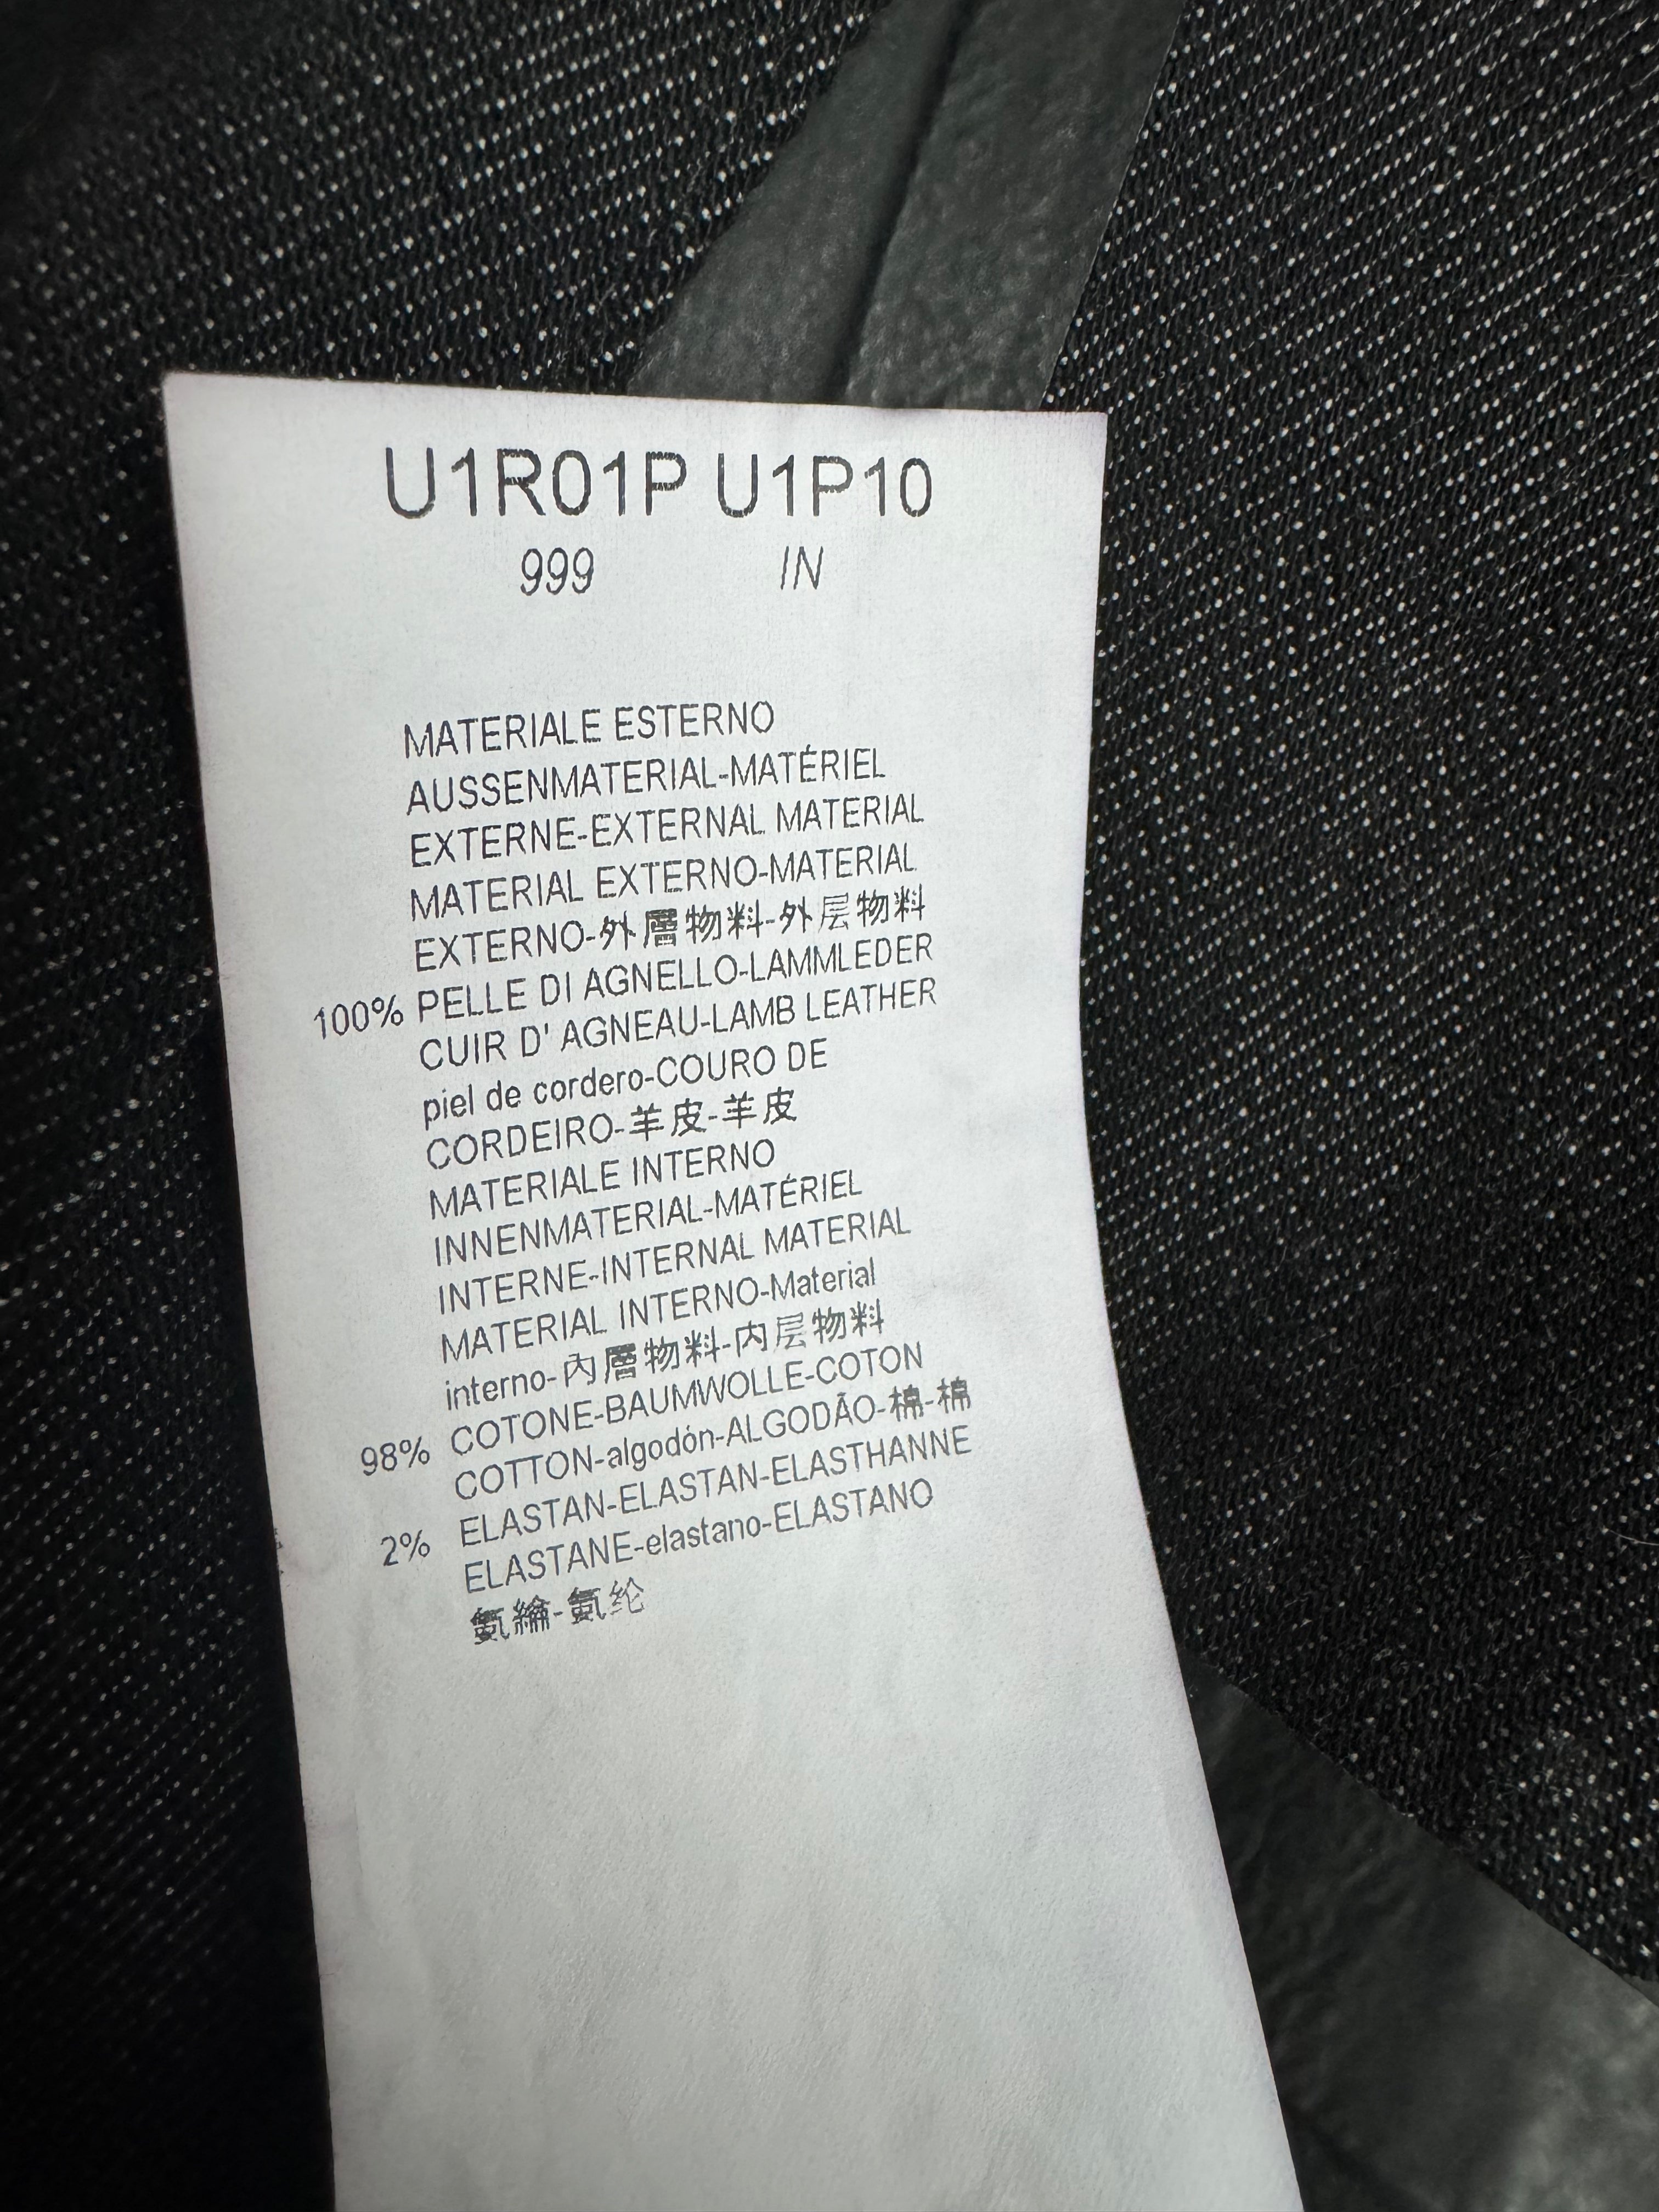 U1R01P U1P10
999 IN
MATERIALE ESTERNO
AUSSENMATERIAL-MATÉRIEL
EXTERNE-EXTERNAL MATERIAL
MATERIAL EXTERNO-MATERIAL
EXTERNO-外層物料-外层物料
100% PELLE DI AGNELLO-LAMMLEDER
CUIR D' AGNEAU-LAMB LEATHER
piel de cordero-COURO DE
CORDEIRO-羊皮-羊皮
MATERIALE INTERNO
INNENMATERIAL-MATÉRIEL
INTERNE-INTERNAL MATERIAL
MATERIAL INTERNO-Material
interno-內層物料-内层物料
98% COTONE-BAUMWOLLE-COTON
COTTON-algodón-ALGODÃO-棉-棉
2% ELASTAN-ELASTAN-ELASTHANNE
ELASTANE-elastano-ELASTANO
氨綸-氨纶